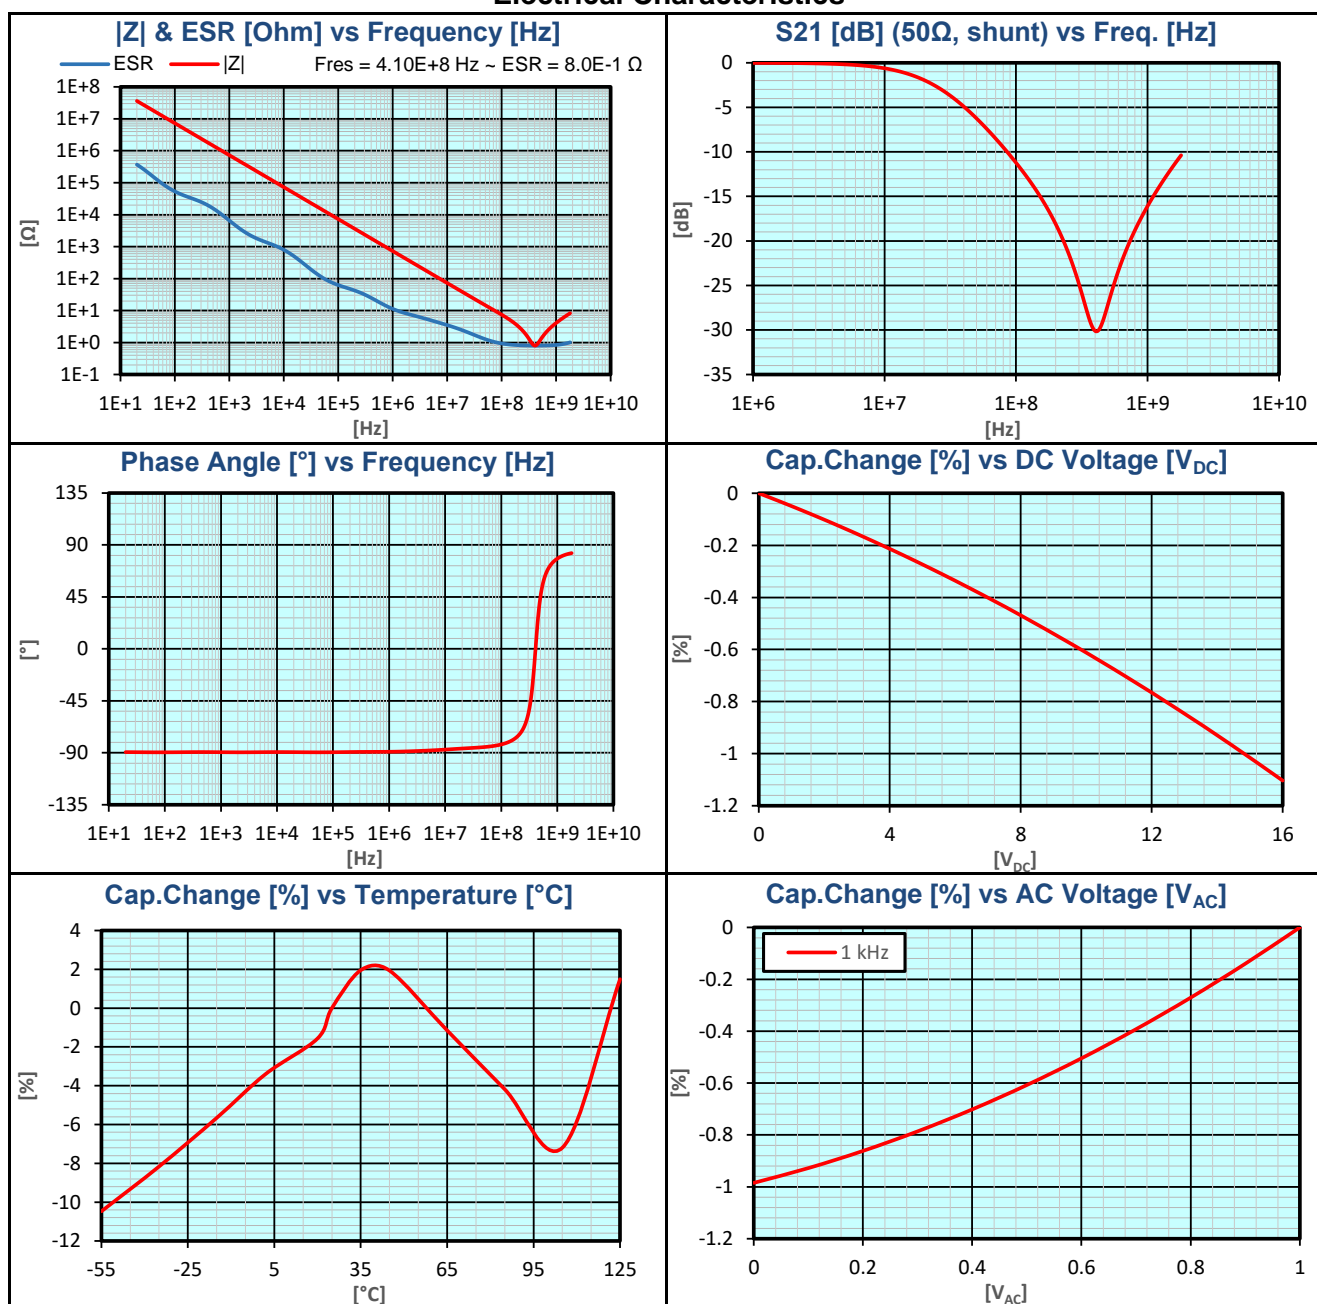 Electrical Characteristics
|Z| & ESR [Ohm] vs Frequency [Hz]
ESR |Z| Fres = 4.10E+8 Hz ~ ESR = 8.0E-1 Ω
1E+8
1E+7
1E+6
1E+5
1E+4
1E+3
1E+2
1E+1
1E+0
1E-1
[Ω]
1E+1 1E+2 1E+3 1E+4 1E+5 1E+6 1E+7 1E+8 1E+9 1E+10
[Hz]
S21 [dB] (50Ω, shunt) vs Freq. [Hz]
0
-5
-10
-15
-20
-25
-30
-35
[dB]
1E+6 1E+7 1E+8 1E+9 1E+10
[Hz]
Phase Angle [°] vs Frequency [Hz]
135
90
45
0
-45
-90
-135
[°]
1E+1 1E+2 1E+3 1E+4 1E+5 1E+6 1E+7 1E+8 1E+9 1E+10
[Hz]
Cap.Change [%] vs DC Voltage [VDC]
0
-0.2
-0.4
-0.6
-0.8
-1
-1.2
[%]
0 4 8 12 16
[VDC]
Cap.Change [%] vs Temperature [°C]
4
2
0
-2
-4
-6
-8
-10
-12
[%]
-55 -25 5 35 65 95 125
[°C]
Cap.Change [%] vs AC Voltage [VAC]
1 kHz
0
-0.2
-0.4
-0.6
-0.8
-1
-1.2
[%]
0 0.2 0.4 0.6 0.8 1
[VAC]